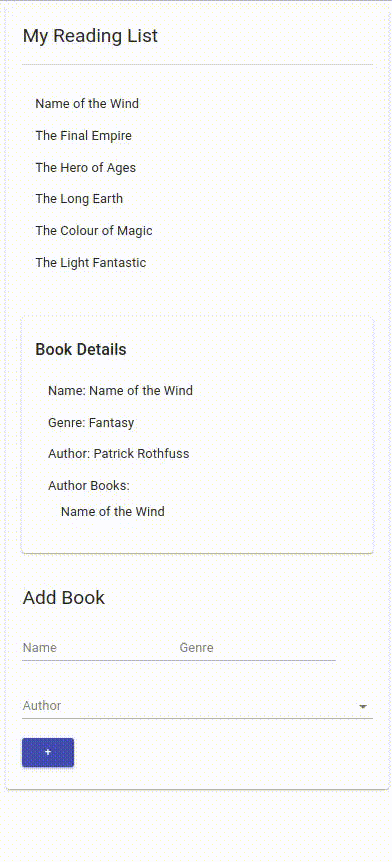 My Reading List
Name of the Wind
The Final Empire
The Hero of Ages
The Long Earth
The Colour of Magic
The Light Fantastic
Book Details
Name: Name of the Wind
Genre: Fantasy
Author: Patrick Rothfuss
Author Books:
Name of the Wind
Add Book
Name Genre
Author
+